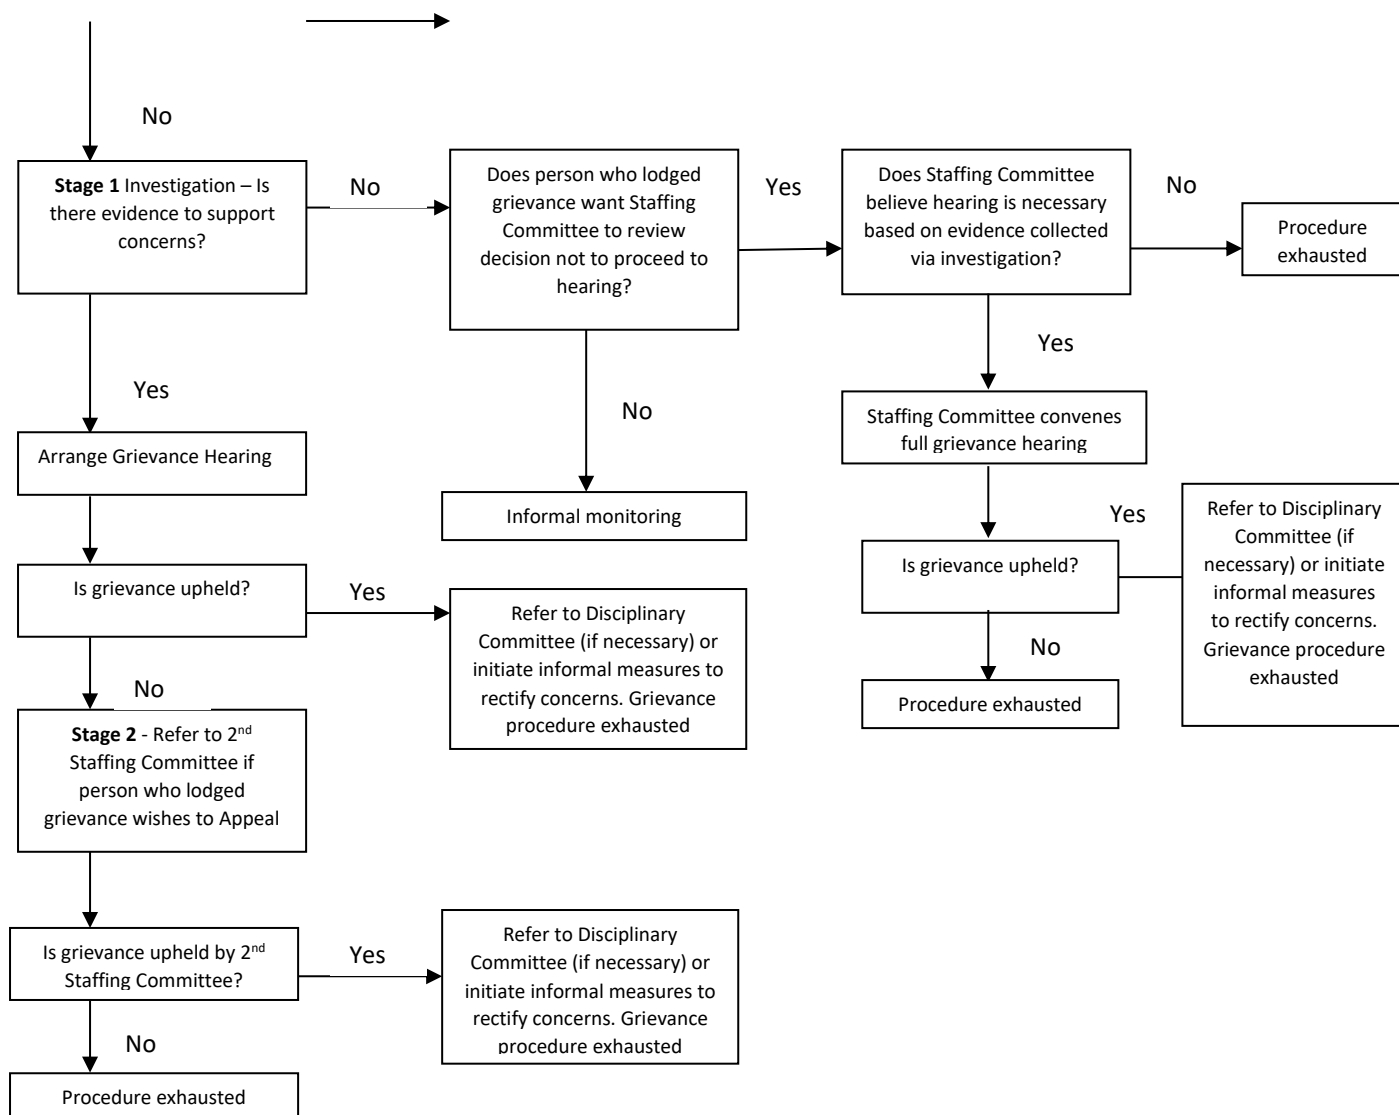 No
Stage 1 Investigation – Is
there evidence to support
concerns?
No
Does person who lodged
grievance want Staffing
Committee to review
decision not to proceed to
hearing?
Yes
Does Staffing Committee
believe hearing is necessary
based on evidence collected
via investigation?
No
Procedure
exhausted
Yes
Arrange Grievance Hearing
No
Informal monitoring
Yes
Staffing Committee convenes
full grievance hearing
Is grievance upheld?
Yes
Refer to Disciplinary
Committee (if necessary) or
initiate informal measures to
rectify concerns. Grievance
procedure exhausted
Is grievance upheld?
Yes
Refer to Disciplinary
Committee (if
necessary) or initiate
informal measures
to rectify concerns.
Grievance procedure
exhausted
No
Procedure exhausted
No
Stage 2 - Refer to 2nd
Staffing Committee if
person who lodged
grievance wishes to Appeal
Is grievance upheld by 2nd
Staffing Committee?
Yes
Refer to Disciplinary
Committee (if necessary) or
initiate informal measures to
rectify concerns. Grievance
procedure exhausted
No
Procedure exhausted